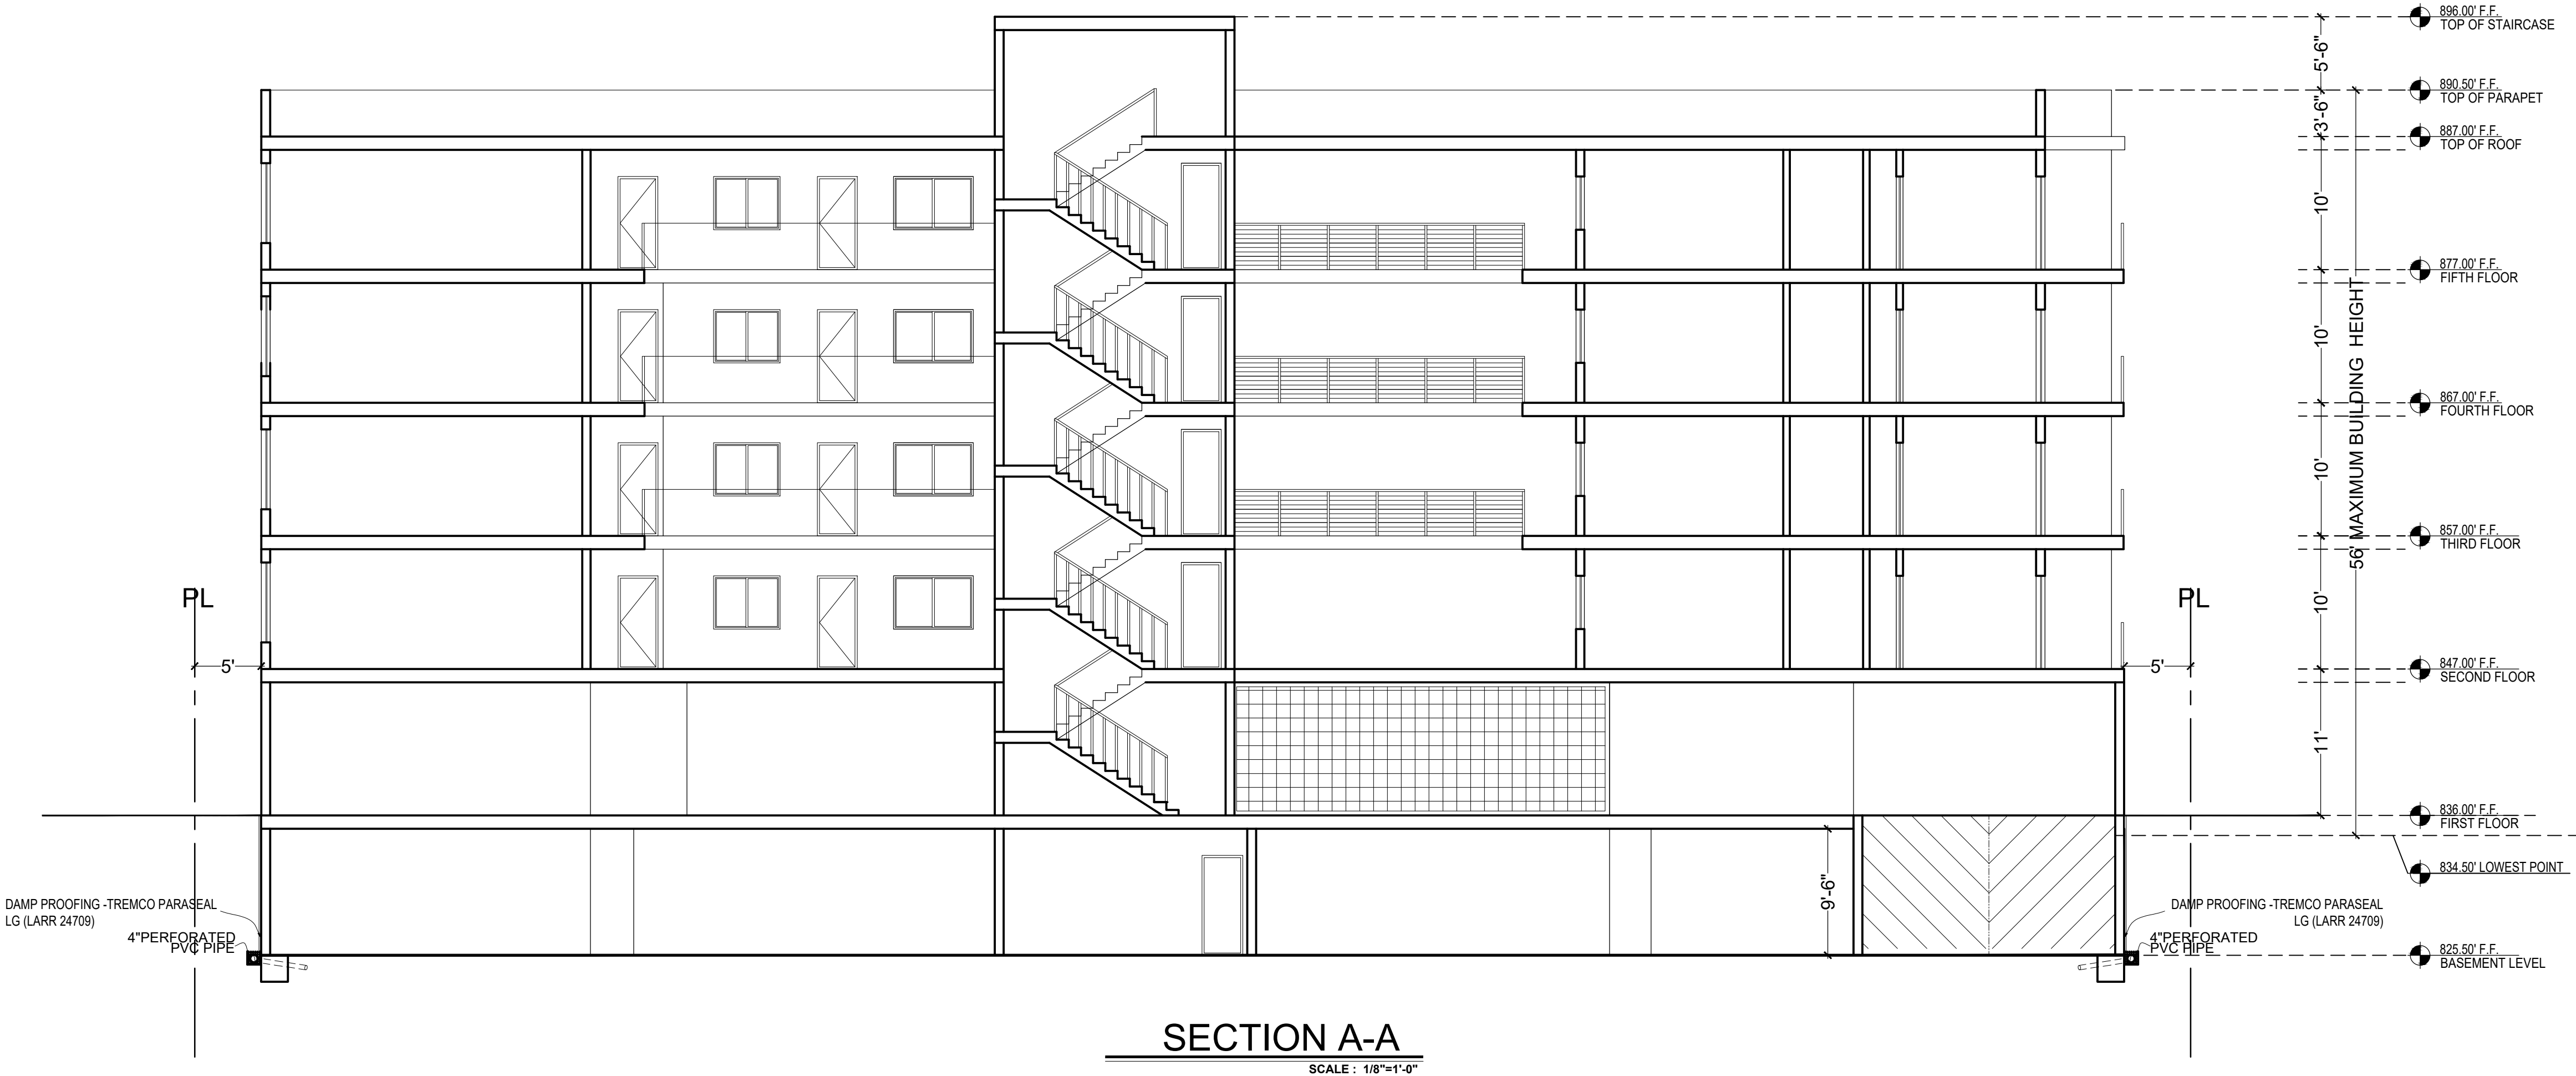 896.00' F.F.
TOP OF STAIRCASE
5'-6"
890.50' F.F.
TOP OF PARAPET
3'-6"
887.00' F.F.
TOP OF ROOF
10'
877.00' F.F.
FIFTH FLOOR
10'
56' MAXIMUM BUILDING HEIGHT
867.00' F.F.
FOURTH FLOOR
10'
857.00' F.F.
THIRD FLOOR
10'
PL
PL
5'
5'
847.00' F.F.
SECOND FLOOR
11'
836.00' F.F.
FIRST FLOOR
834.50' LOWEST POINT
9'-6"
DAMP PROOFING -TREMCO PARASEAL
LG (LARR 24709)
4"PERFORATED
PVC PIPE
DAMP PROOFING -TREMCO PARASEAL
LG (LARR 24709)
4"PERFORATED
PVC PIPE
825.50' F.F.
BASEMENT LEVEL
SECTION A-A
SCALE : 1/8"=1'-0"